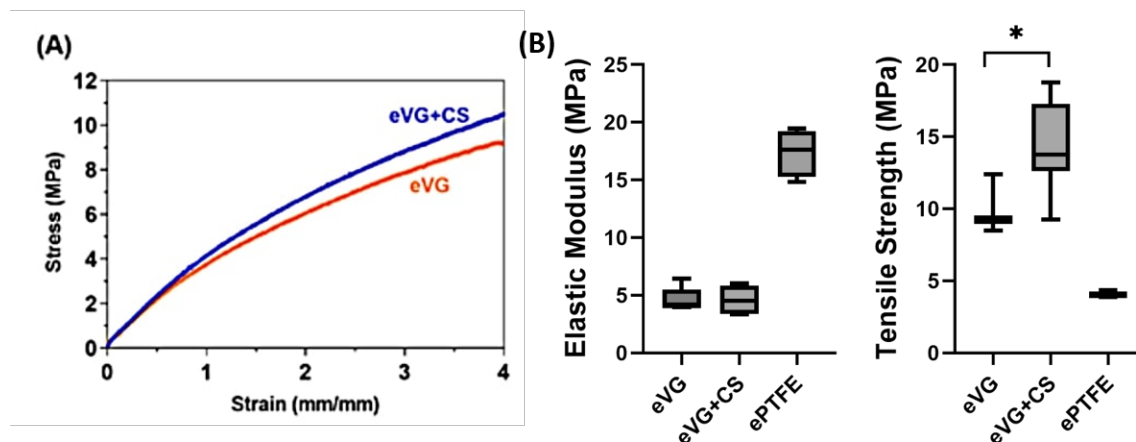 (A)
12
10
8
6
4
2
0
Stress (MPa)
eVG+CS
eVG
0 1 2 3 4
Strain (mm/mm)
(B)
25
20
15
10
5
0
Elastic Modulus (MPa)
eVG
eVG+CS
ePTFE
20
15
10
5
0
Tensile Strength (MPa)
*
eVG
eVG+CS
ePTFE